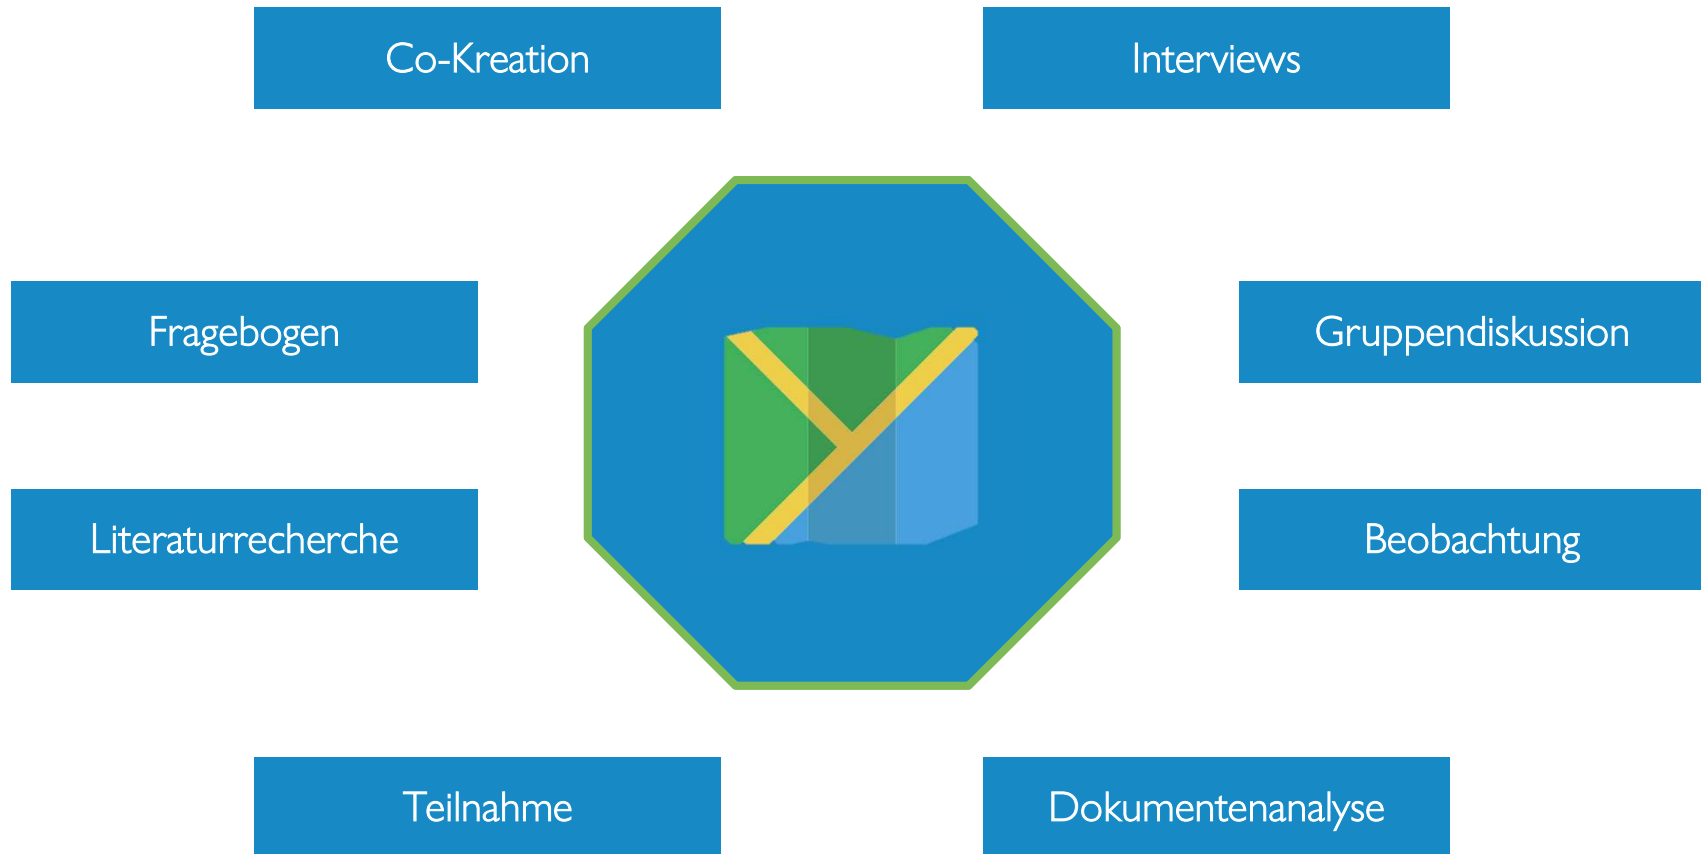 Co-Kreation
Interviews
Fragebogen
Gruppendiskussion
Literaturrecherche
Beobachtung
Teilnahme
Dokumentenanalyse